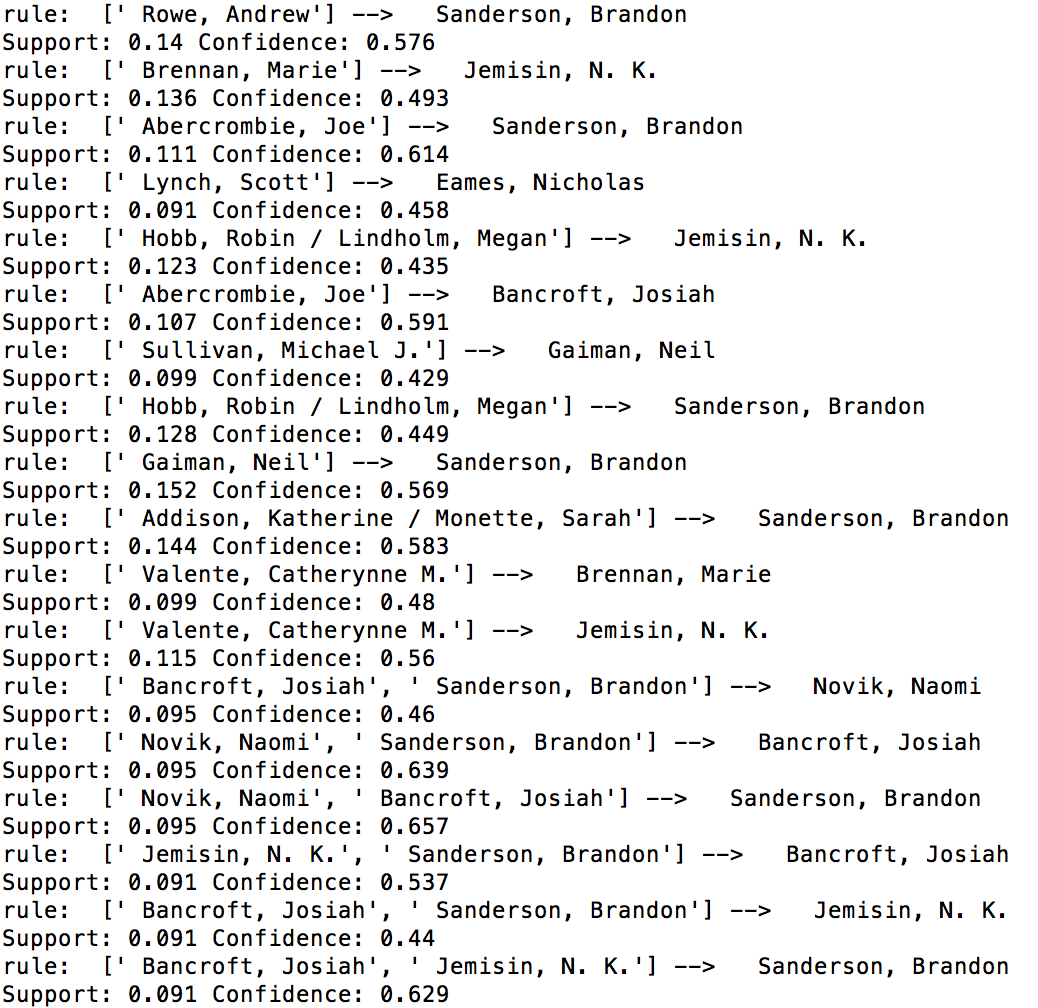 rule:  [' Rowe, Andrew'] -->   Sanderson, Brandon
Support: 0.14 Confidence: 0.576
rule:  [' Brennan, Marie'] -->   Jemisin, N. K.
Support: 0.136 Confidence: 0.493
rule:  [' Abercrombie, Joe'] -->   Sanderson, Brandon
Support: 0.111 Confidence: 0.614
rule:  [' Lynch, Scott'] -->   Eames, Nicholas
Support: 0.091 Confidence: 0.458
rule:  [' Hobb, Robin / Lindholm, Megan'] -->   Jemisin, N. K.
Support: 0.123 Confidence: 0.435
rule:  [' Abercrombie, Joe'] -->   Bancroft, Josiah
Support: 0.107 Confidence: 0.591
rule:  [' Sullivan, Michael J.'] -->   Gaiman, Neil
Support: 0.099 Confidence: 0.429
rule:  [' Hobb, Robin / Lindholm, Megan'] -->   Sanderson, Brandon
Support: 0.128 Confidence: 0.449
rule:  [' Gaiman, Neil'] -->   Sanderson, Brandon
Support: 0.152 Confidence: 0.569
rule:  [' Addison, Katherine / Monette, Sarah'] -->   Sanderson, Brandon
Support: 0.144 Confidence: 0.583
rule:  [' Valente, Catherynne M.'] -->   Brennan, Marie
Support: 0.099 Confidence: 0.48
rule:  [' Valente, Catherynne M.'] -->   Jemisin, N. K.
Support: 0.115 Confidence: 0.56
rule:  [' Bancroft, Josiah', ' Sanderson, Brandon'] -->   Novik, Naomi
Support: 0.095 Confidence: 0.46
rule:  [' Novik, Naomi', ' Sanderson, Brandon'] -->   Bancroft, Josiah
Support: 0.095 Confidence: 0.639
rule:  [' Novik, Naomi', ' Bancroft, Josiah'] -->   Sanderson, Brandon
Support: 0.095 Confidence: 0.657
rule:  [' Jemisin, N. K.', ' Sanderson, Brandon'] -->   Bancroft, Josiah
Support: 0.091 Confidence: 0.537
rule:  [' Bancroft, Josiah', ' Sanderson, Brandon'] -->   Jemisin, N. K.
Support: 0.091 Confidence: 0.44
rule:  [' Bancroft, Josiah', ' Jemisin, N. K.'] -->   Sanderson, Brandon
Support: 0.091 Confidence: 0.629